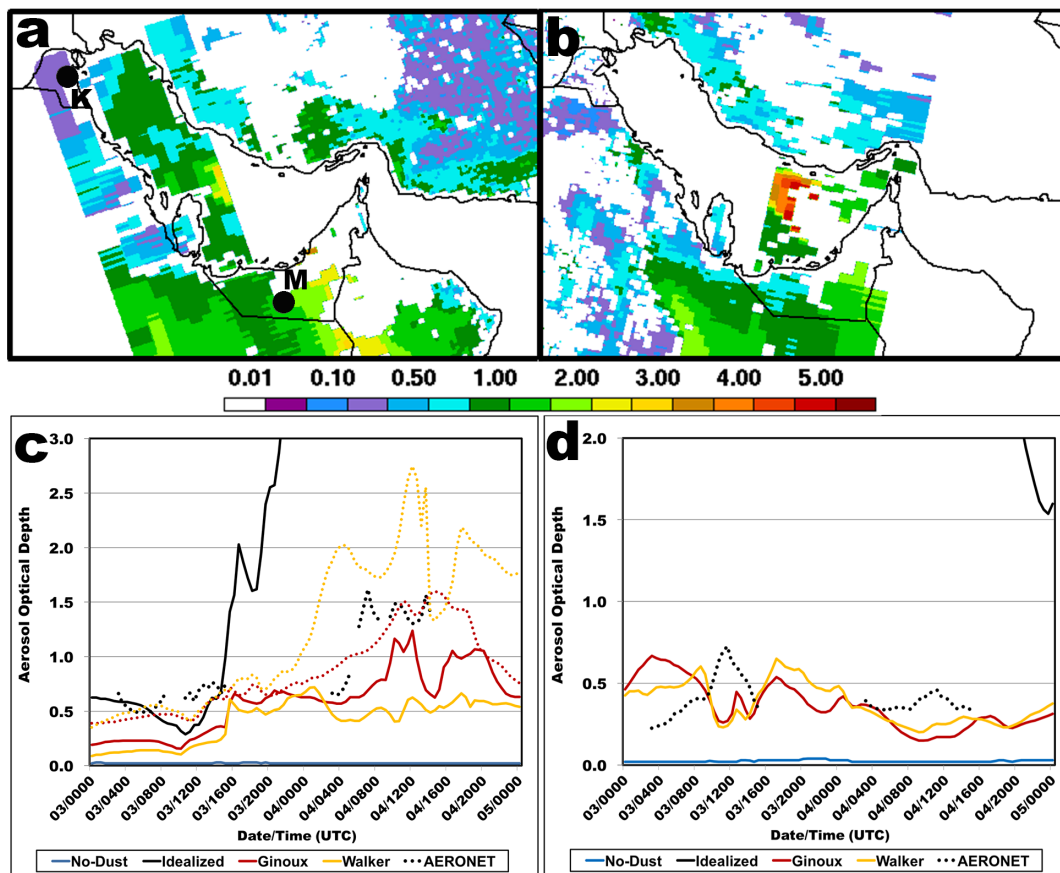 a
b
K
M
0.01 0.10 0.50 1.00 2.00 3.00 4.00 5.00
c
3.0
2.5
2.0
1.5
1.0
0.5
0.0
Aerosol Optical Depth
03/0000 03/0400 03/0800 03/1200 03/1600 03/2000 04/0000 04/0400 04/0800 04/1200 04/1600 04/2000 05/0000
Date/Time (UTC)
No-Dust Idealized Ginoux Walker AERONET
d
2.0
1.5
1.0
0.5
0.0
Aerosol Optical Depth
03/0000 03/0400 03/0800 03/1200 03/1600 03/2000 04/0000 04/0400 04/0800 04/1200 04/1600 04/2000 05/0000
Date/Time (UTC)
No-Dust Idealized Ginoux Walker AERONET